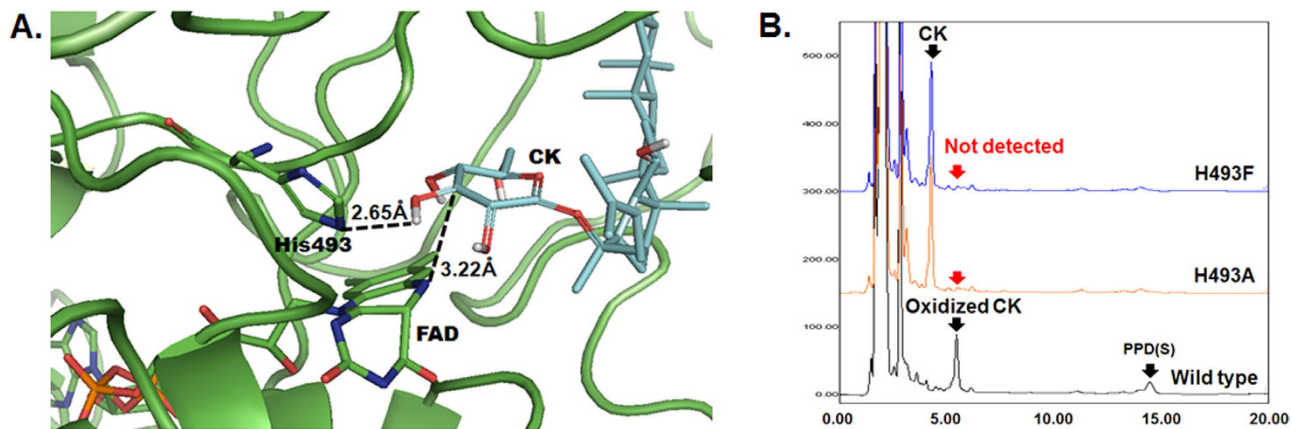 A.
CK
2.65Å
His493
3.22Å
FAD
B.
CK
500.00
400.00
Not detected
300.00
H493F
200.00
H493A
Oxidized CK
100.00
PPD(S)
0.00
Wild type
0.00 5.00 10.00 15.00 20.00